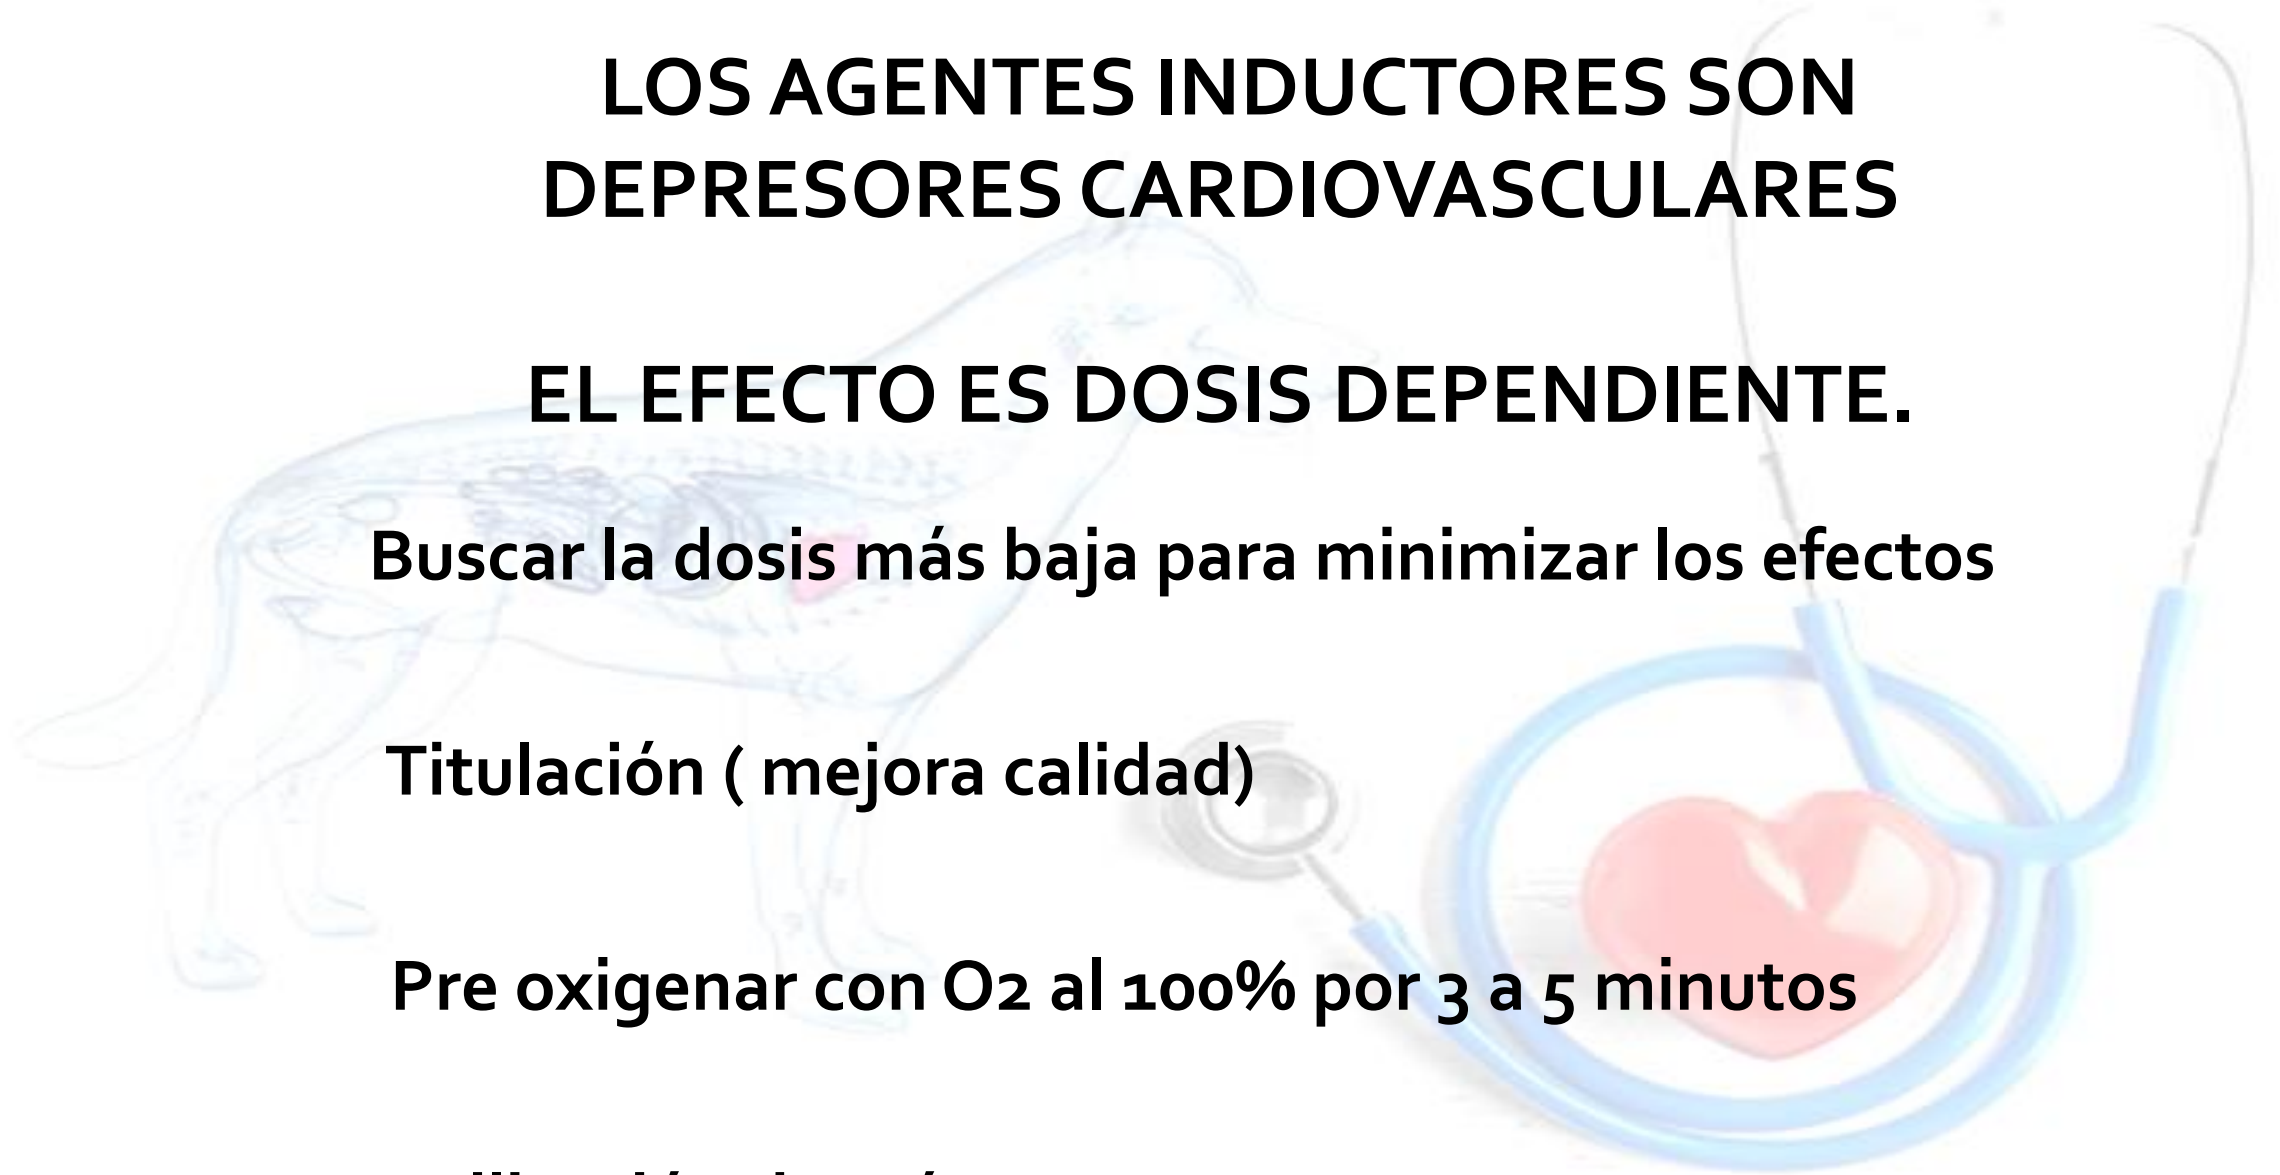 LOS AGENTES INDUCTORES SON
DEPRESORES CARDIOVASCULARES
EL EFECTO ES DOSIS DEPENDIENTE.
Buscar la dosis más baja para minimizar los efectos
Titulación ( mejora calidad)
Pre oxigenar con O2 al 100% por 3 a 5 minutos